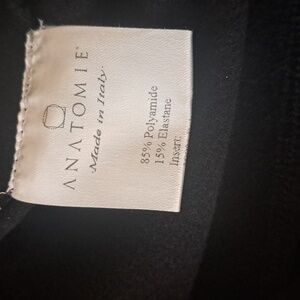 ANATOMIE
Made in Italy.
85% Polyamide
15% Elastane
Insert: